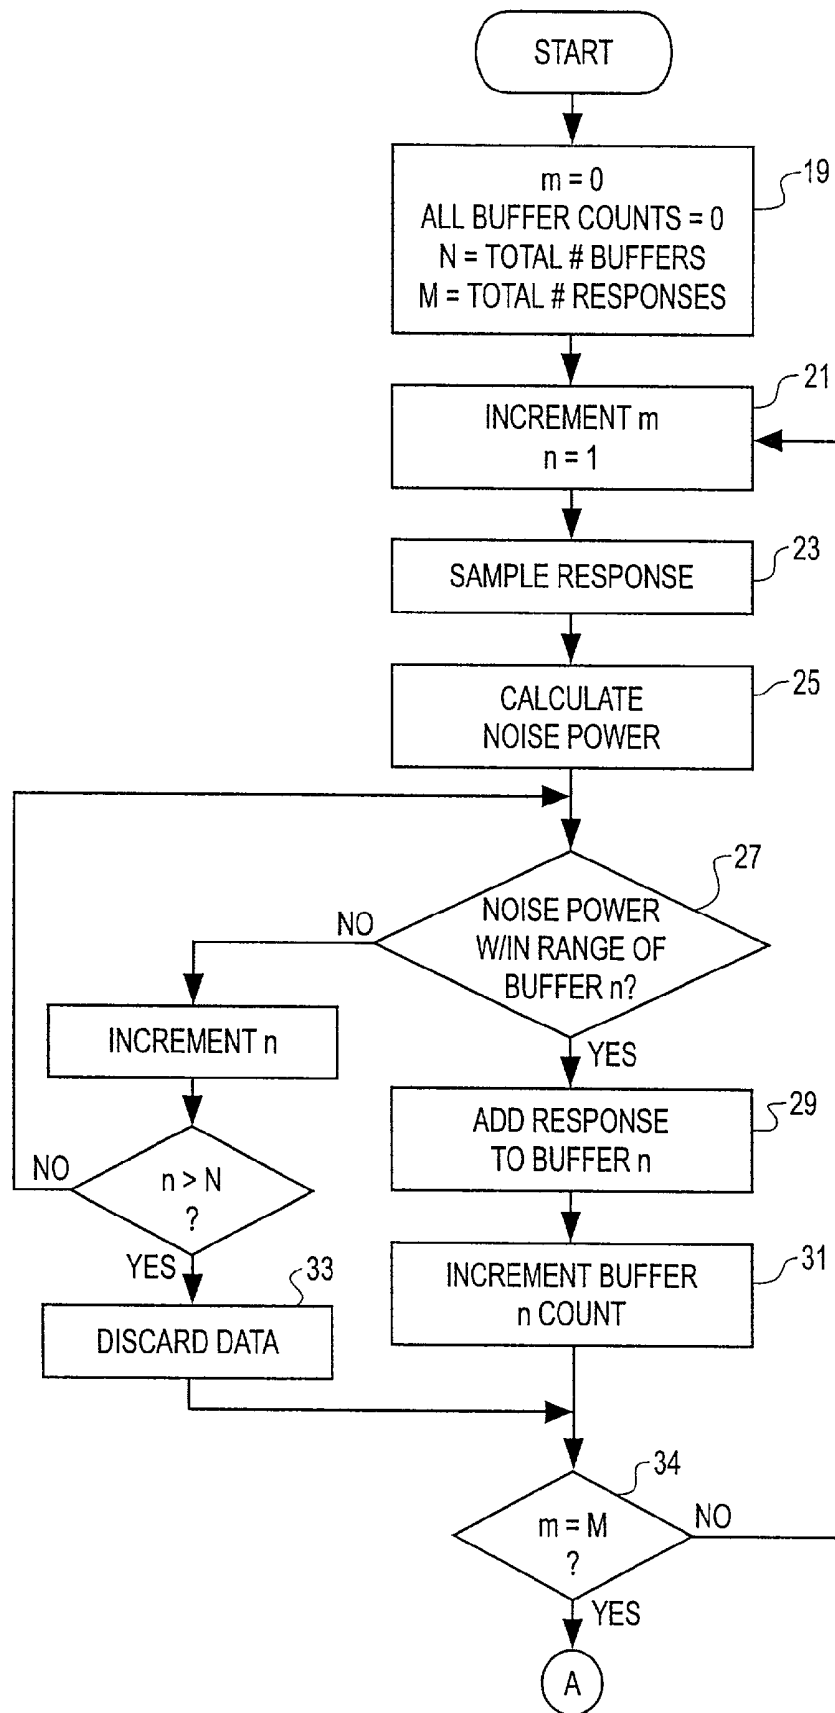 START
m = 0
ALL BUFFER COUNTS = 0
N = TOTAL # BUFFERS
M = TOTAL # RESPONSES
19
INCREMENT m
n = 1
21
SAMPLE RESPONSE
23
CALCULATE
NOISE POWER
25
NOISE POWER
W/IN RANGE OF
BUFFER n?
27
NO
YES
INCREMENT n
n > N
?
NO
YES
ADD RESPONSE
TO BUFFER n
29
INCREMENT BUFFER
n COUNT
31
DISCARD DATA
33
m = M
?
34
NO
YES
A